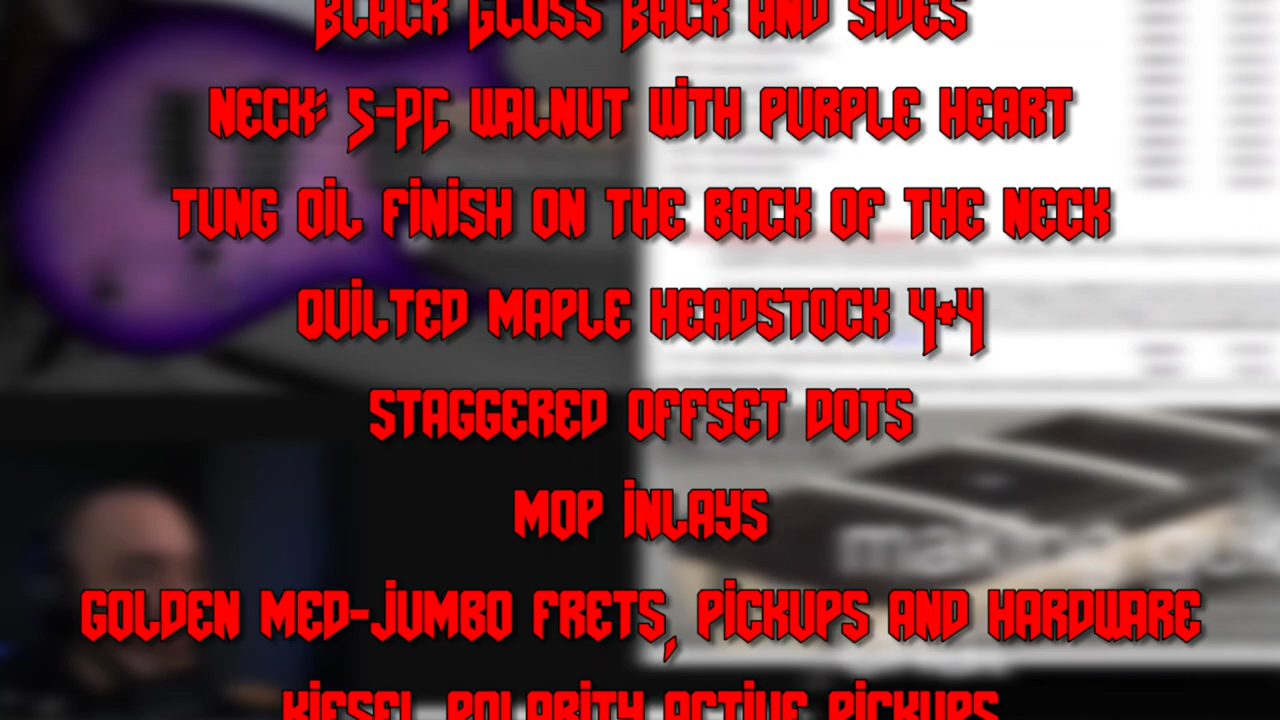 BLACK GLOSS BACK AND SIDES
NECK: 5-PC WALNUT WITH PURPLE HEART
TUNG OIL FINISH ON THE BACK OF THE NECK
QUILTED MAPLE HEADSTOCK 4+4
STAGGERED OFFSET DOTS
MOP INLAYS
GOLDEN MED-JUMBO FRETS, PICKUPS AND HARDWARE
KIESEL POLARITY ACTIVE PICKUPS